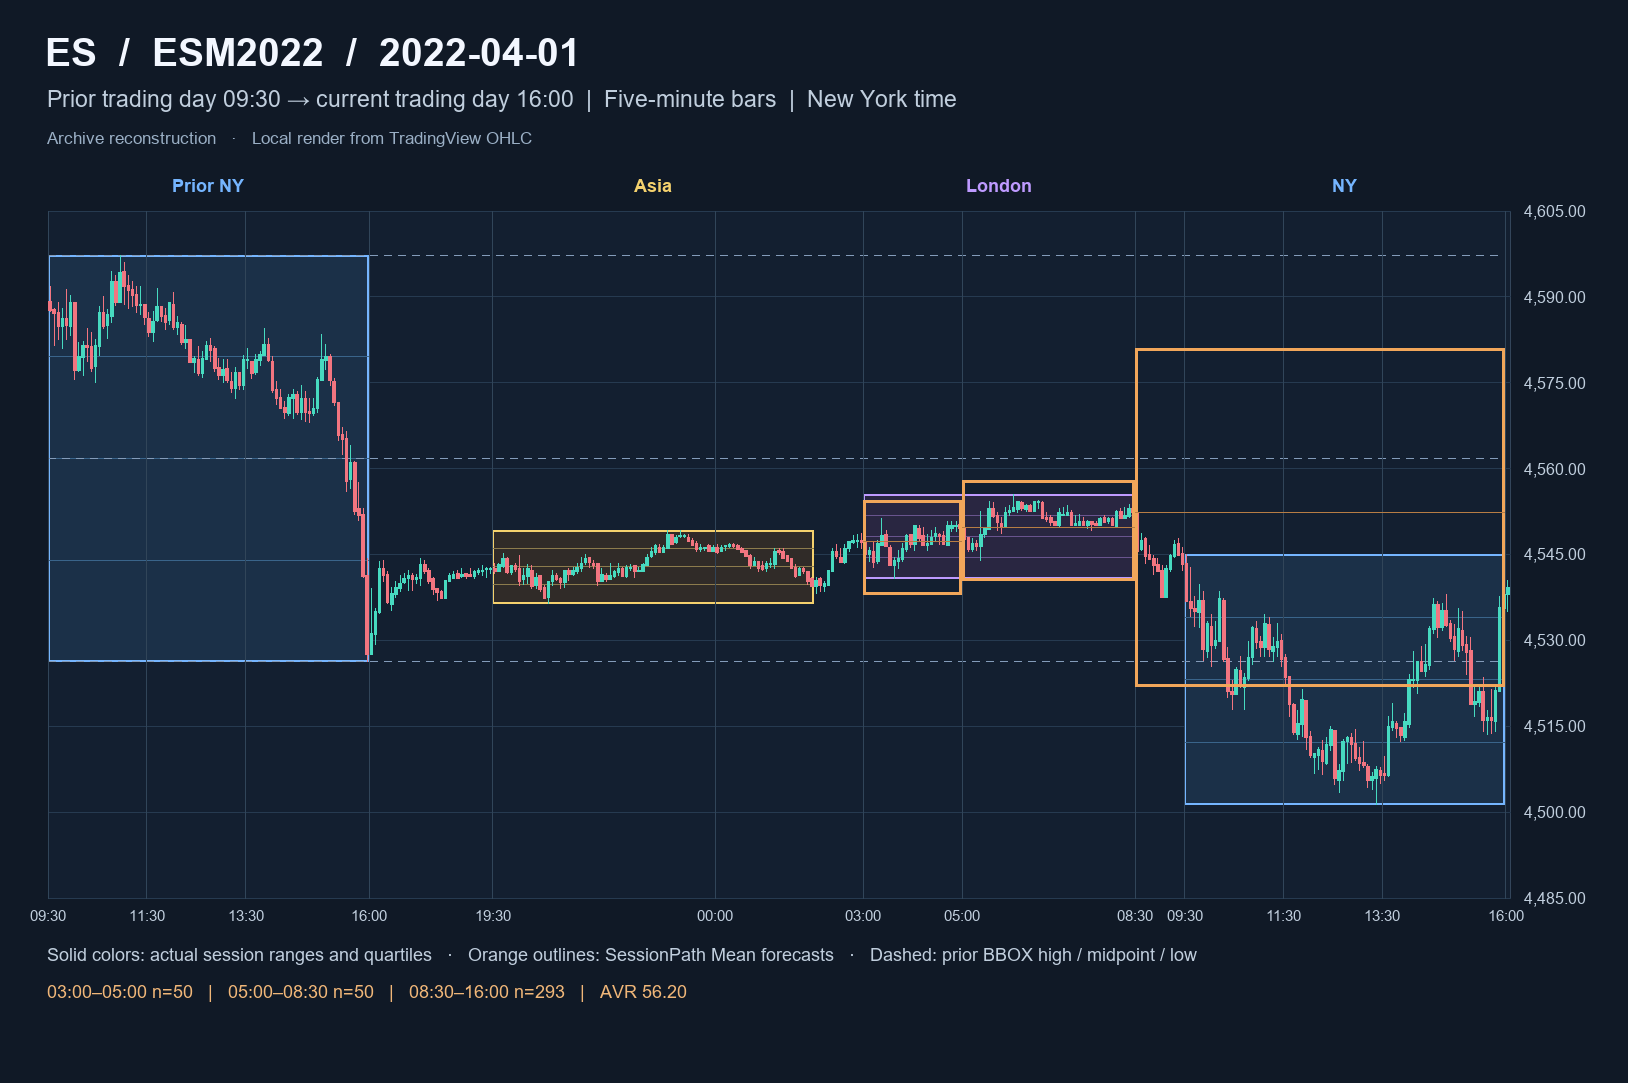 ES / ESM2022 / 2022-04-01
Prior trading day 09:30 → current trading day 16:00 | Five-minute bars | New York time
Archive reconstruction · Local render from TradingView OHLC
Prior NY Asia London NY
4,605.00
4,590.00
4,575.00
4,560.00
4,545.00
4,530.00
4,515.00
4,500.00
4,485.00
09:30 11:30 13:30 16:00 19:30 00:00 03:00 05:00 08:30 09:30 11:30 13:30 16:00
Solid colors: actual session ranges and quartiles · Orange outlines: SessionPath Mean forecasts · Dashed: prior BBOX high / midpoint / low
03:00–05:00 n=50 | 05:00–08:30 n=50 | 08:30–16:00 n=293 | AVR 56.20